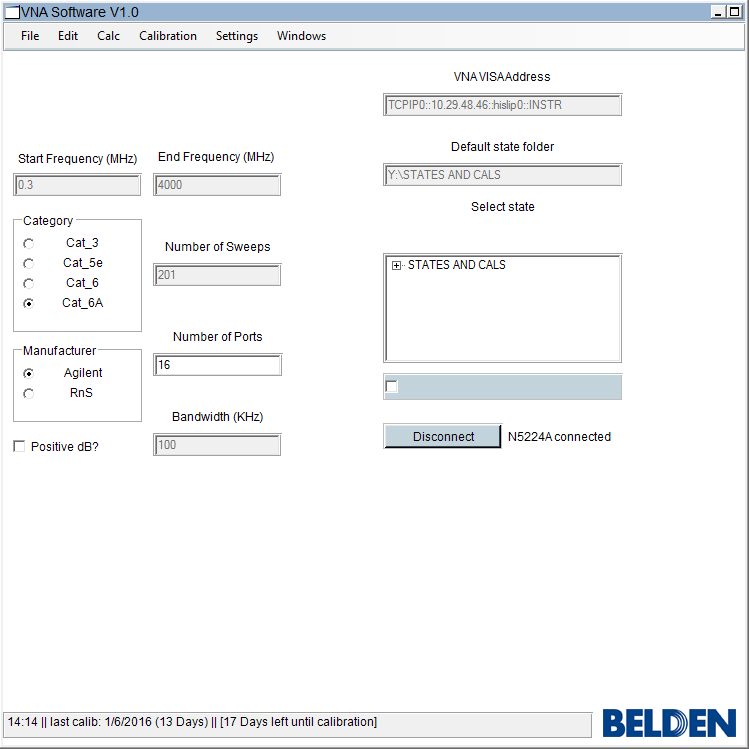 VNA Software V1.0
File Edit Calc Calibration Settings Windows
VNA VISA Address
TCPIP0::10.29.48.46::hislip0::INSTR
Default state folder
Y:\STATES AND CALS
Select state
STATES AND CALS
Disconnect N5224A connected
Start Frequency (MHz) End Frequency (MHz)
0.3 4000
Category
Cat_3
Cat_5e
Cat_6
Cat_6A
Number of Sweeps
201
Number of Ports
16
Manufacturer
Agilent
RnS
Bandwidth (KHz)
100
Positive dB?
14:14 || last calib: 1/6/2016 (13 Days) || [17 Days left until calibration]
BELDEN